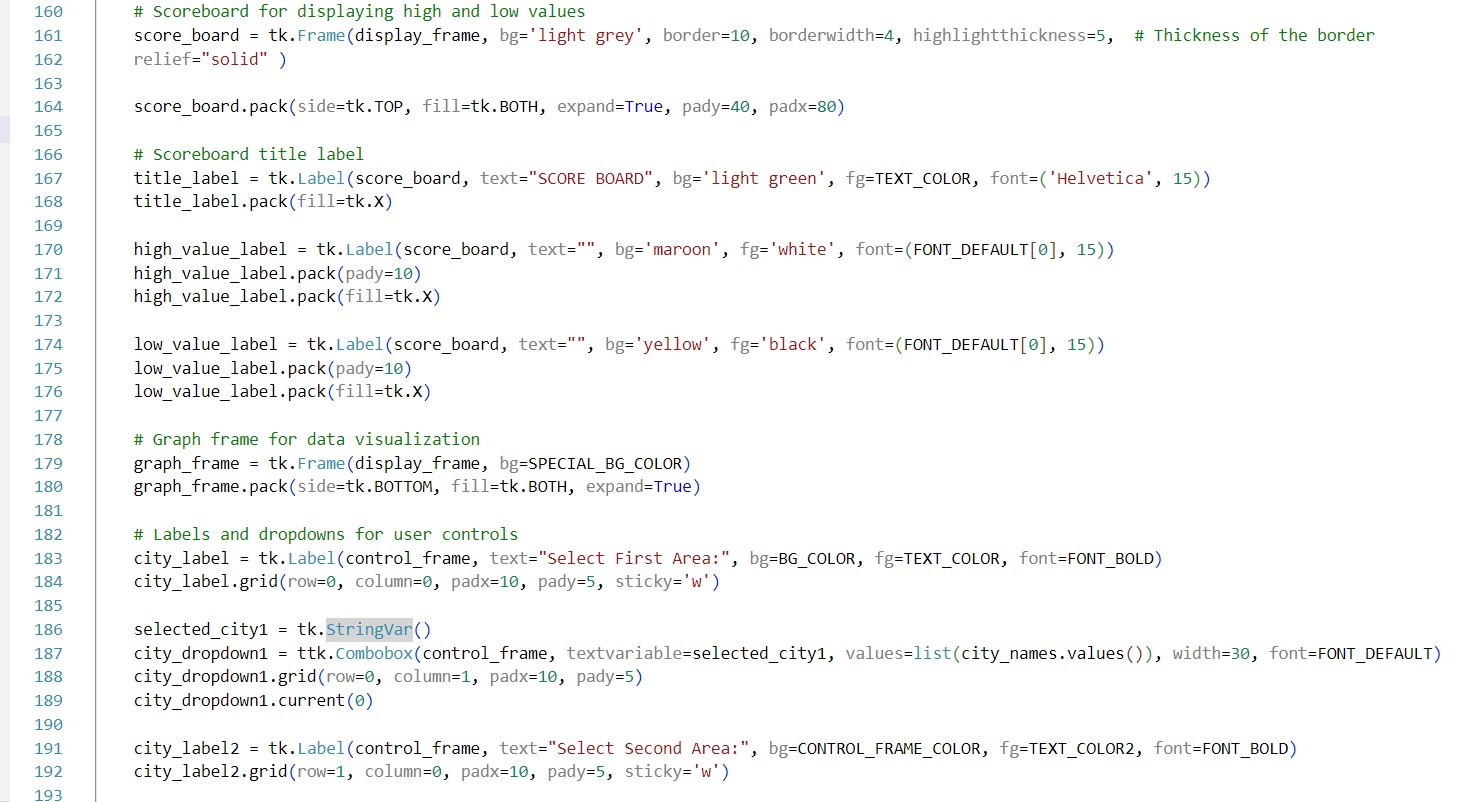 160 # Scoreboard for displaying high and low values
161 score_board = tk.Frame(display_frame, bg='light grey', border=10, borderwidth=4, highlightthickness=5,  # Thickness of the border
162 relief="solid" )
163
164 score_board.pack(side=tk.TOP, fill=tk.BOTH, expand=True, pady=40, padx=80)
165
166 # Scoreboard title label
167 title_label = tk.Label(score_board, text="SCORE BOARD", bg='light green', fg=TEXT_COLOR, font=('Helvetica', 15))
168 title_label.pack(fill=tk.X)
169
170 high_value_label = tk.Label(score_board, text="", bg='maroon', fg='white', font=(FONT_DEFAULT[0], 15))
171 high_value_label.pack(pady=10)
172 high_value_label.pack(fill=tk.X)
173
174 low_value_label = tk.Label(score_board, text="", bg='yellow', fg='black', font=(FONT_DEFAULT[0], 15))
175 low_value_label.pack(pady=10)
176 low_value_label.pack(fill=tk.X)
177
178 # Graph frame for data visualization
179 graph_frame = tk.Frame(display_frame, bg=SPECIAL_BG_COLOR)
180 graph_frame.pack(side=tk.BOTTOM, fill=tk.BOTH, expand=True)
181
182 # Labels and dropdowns for user controls
183 city_label = tk.Label(control_frame, text="Select First Area:", bg=BG_COLOR, fg=TEXT_COLOR, font=FONT_BOLD)
184 city_label.grid(row=0, column=0, padx=10, pady=5, sticky='w')
185
186 selected_city1 = tk.StringVar()
187 city_dropdown1 = ttk.Combobox(control_frame, textvariable=selected_city1, values=list(city_names.values()), width=30, font=FONT_DEFAULT)
188 city_dropdown1.grid(row=0, column=1, padx=10, pady=5)
189 city_dropdown1.current(0)
190
191 city_label2 = tk.Label(control_frame, text="Select Second Area:", bg=CONTROL_FRAME_COLOR, fg=TEXT_COLOR2, font=FONT_BOLD)
192 city_label2.grid(row=1, column=0, padx=10, pady=5, sticky='w')
193